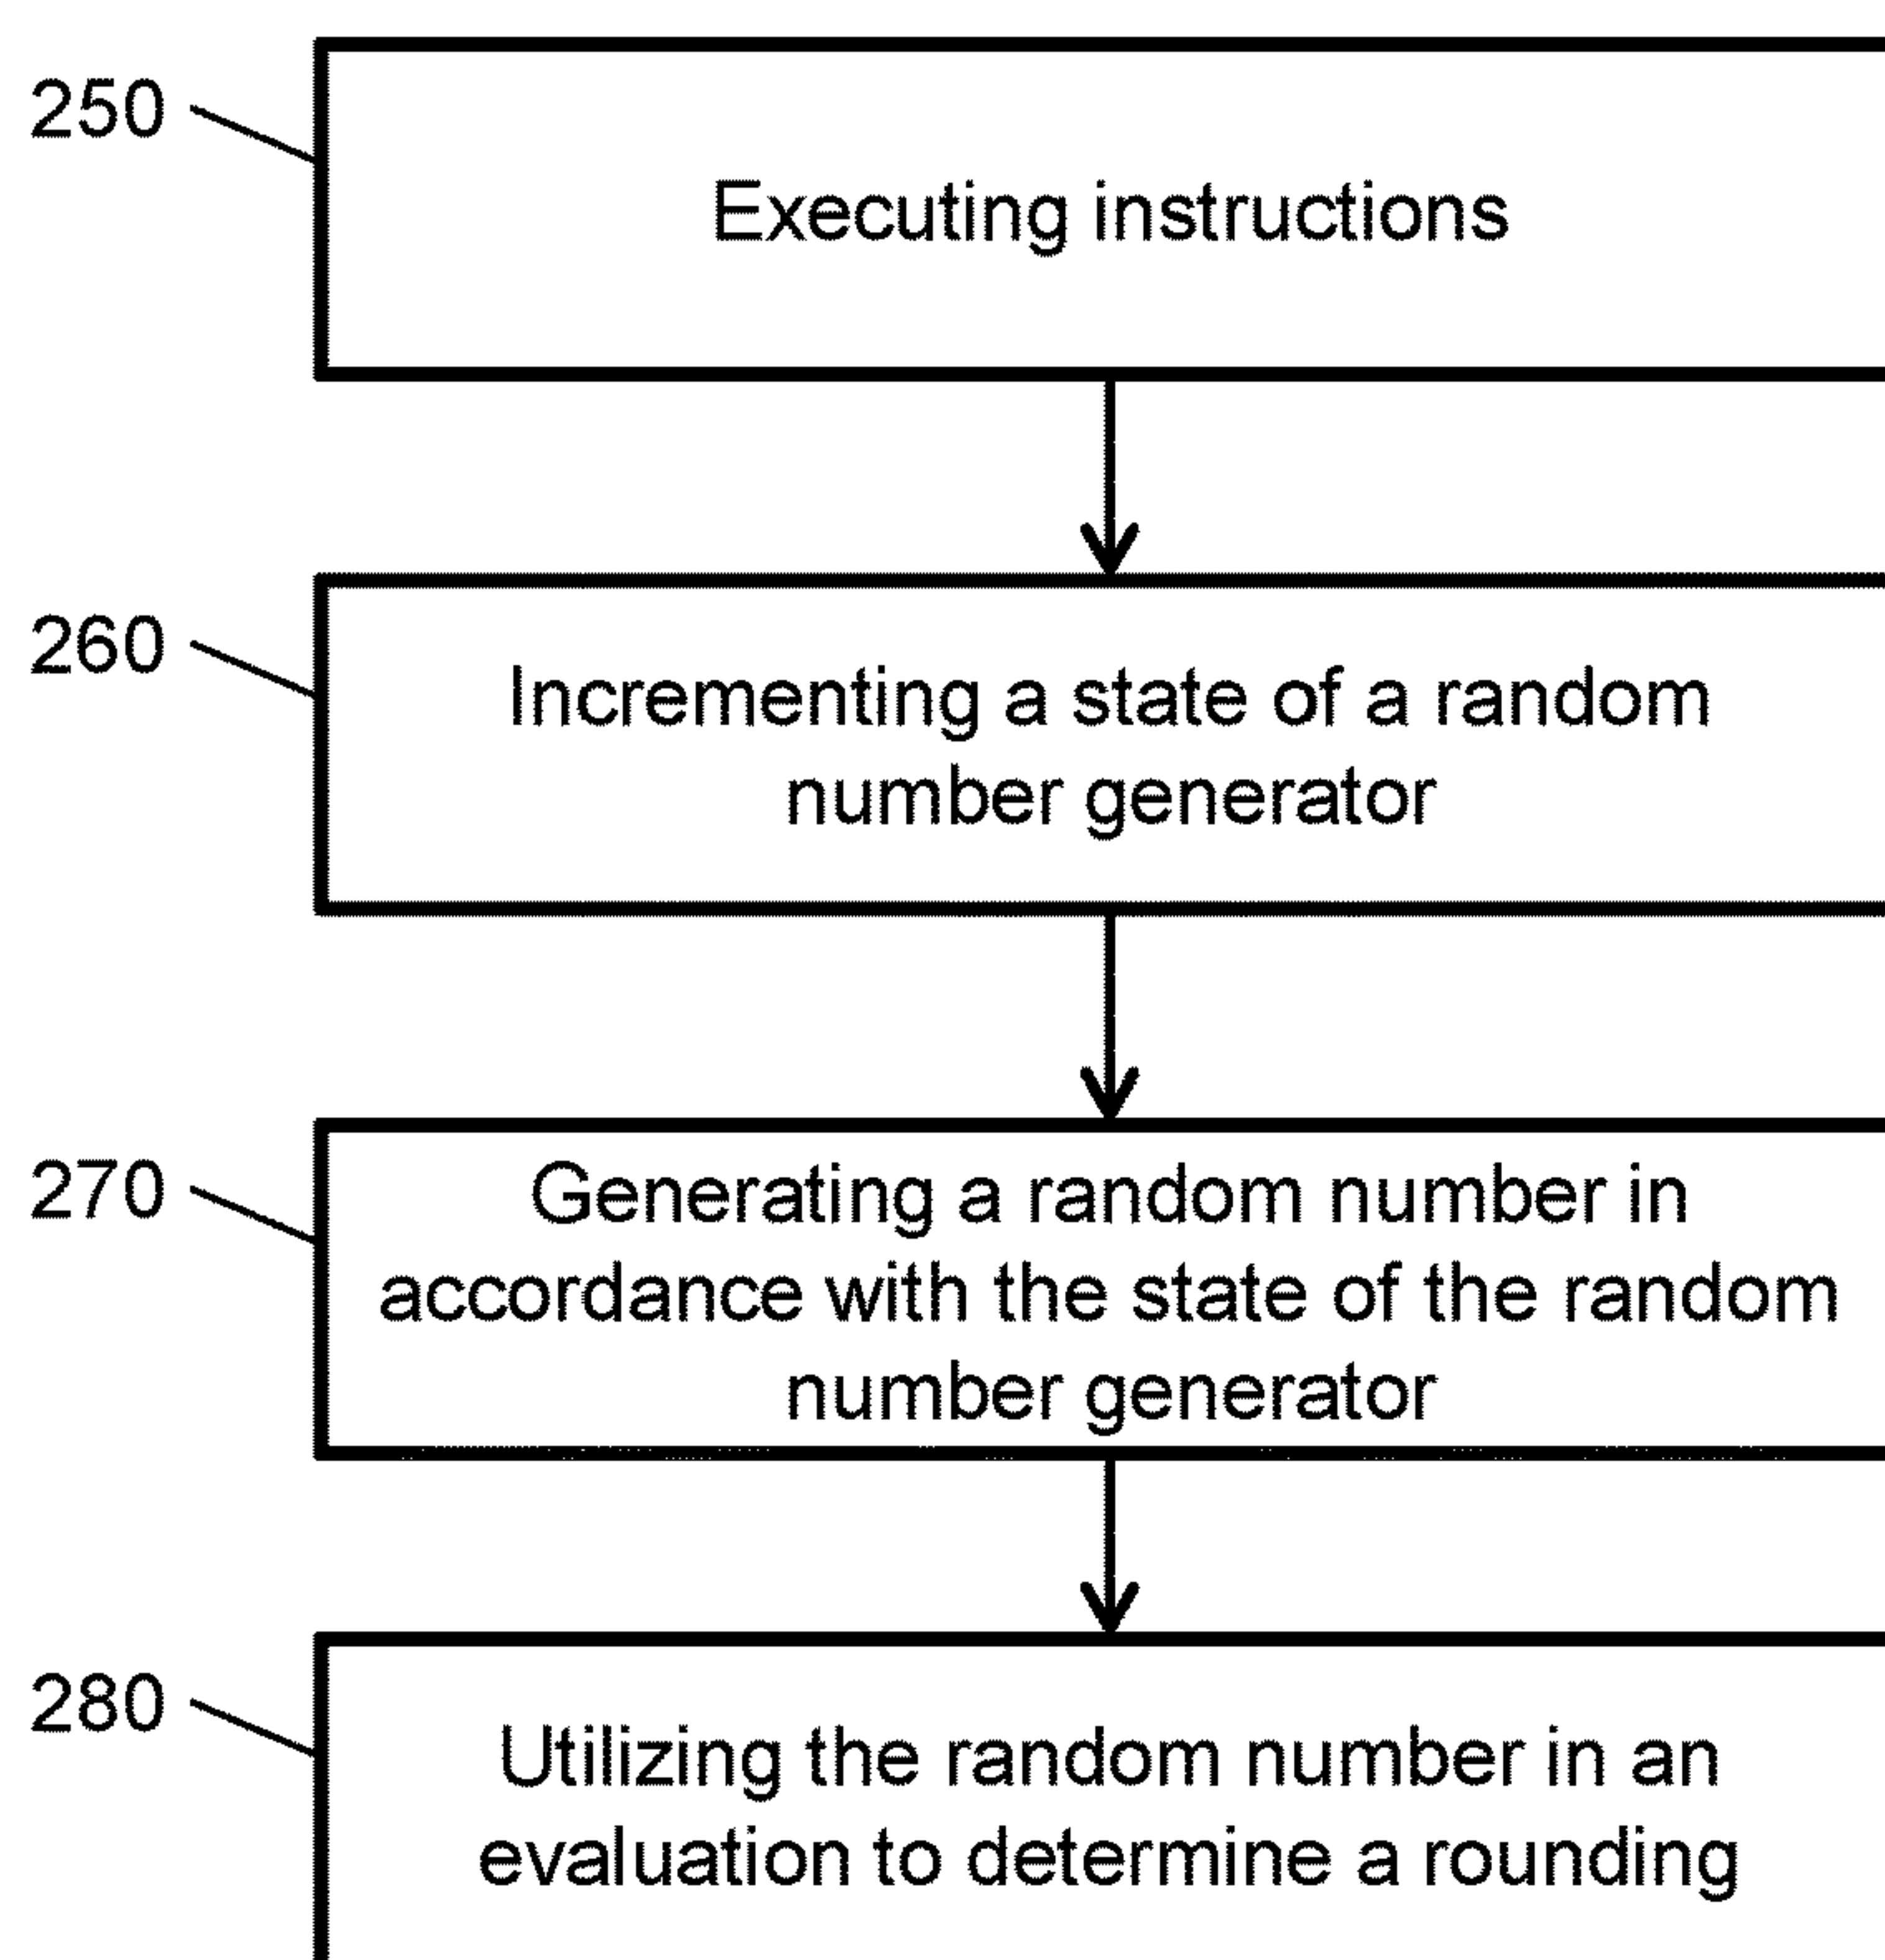 250
Executing instructions
260
Incrementing a state of a random
number generator
270
Generating a random number in
accordance with the state of the random
number generator
280
Utilizing the random number in an
evaluation to determine a rounding